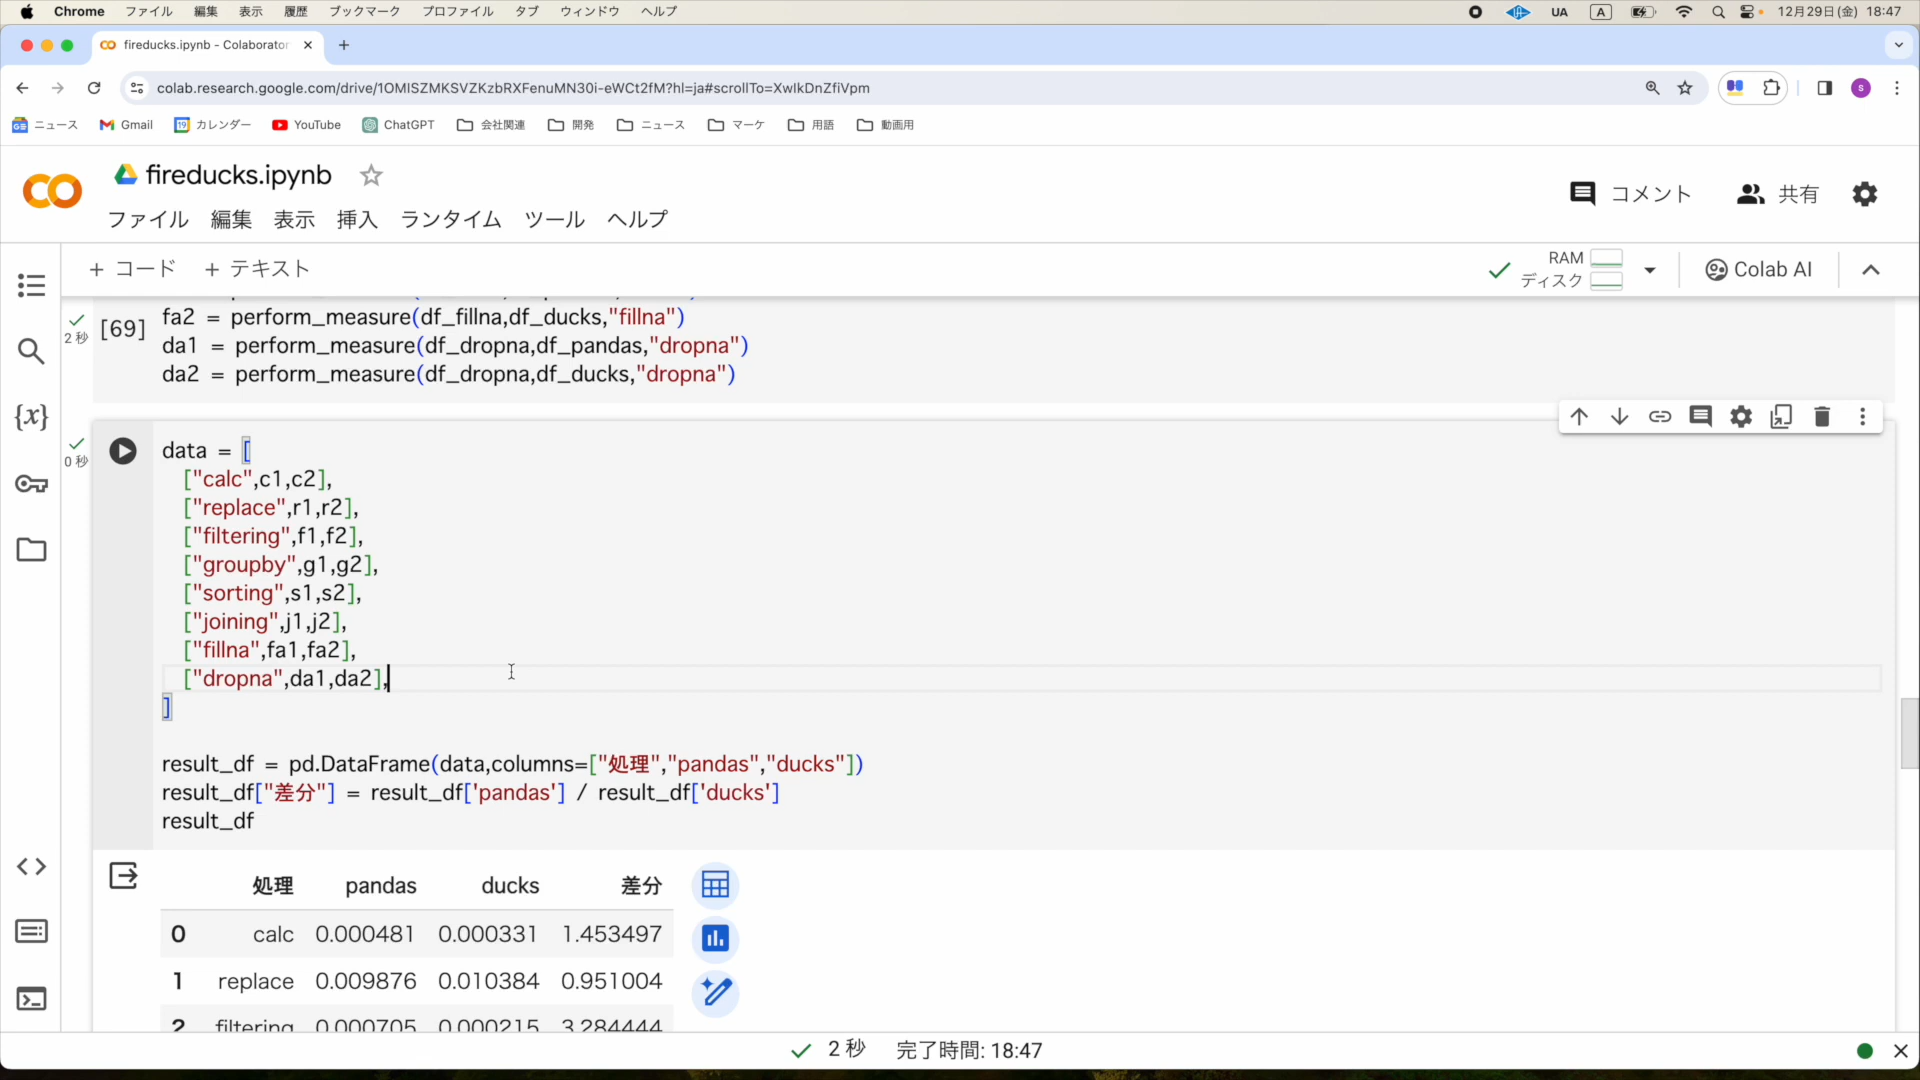 Chrome ファイル 編集 表示 履歴 ブックマーク プロファイル タブ ウィンドウ ヘルプ UA A 12月29日(金) 18:47
fireducks.ipynb - Colaborator
colab.research.google.com/drive/1OMISZMKSVZKzbRXFenuMN30i-eWCt2fM?hl=ja#scrollTo=XwIkDnZfiVpm S
ニュース Gmail カレンダー YouTube ChatGPT 会社関連 開発 ニュース マーケ 用語 動画用
fireducks.ipynb
コメント 共有
ファイル 編集 表示 挿入 ランタイム ツール ヘルプ
+ コード + テキスト
RAM
ディスク
Colab AI
2 秒
[69]
fa2 = perform_measure(df_fillna,df_ducks,"fillna")
da1 = perform_measure(df_dropna,df_pandas,"dropna")
da2 = perform_measure(df_dropna,df_ducks,"dropna")
0 秒
data = [
["calc",c1,c2],
["replace",r1,r2],
["filtering",f1,f2],
["groupby",g1,g2],
["sorting",s1,s2],
["joining",j1,j2],
["fillna",fa1,fa2],
["dropna",da1,da2],
]
result_df = pd.DataFrame(data,columns=["処理","pandas","ducks"])
result_df["差分"] = result_df['pandas'] / result_df['ducks']
result_df
処理 pandas ducks 差分
0 calc 0.000481 0.000331 1.453497
1 replace 0.009876 0.010384 0.951004
2 filtering 0.000705 0.000215 3.284444
2 秒 完了時間: 18:47